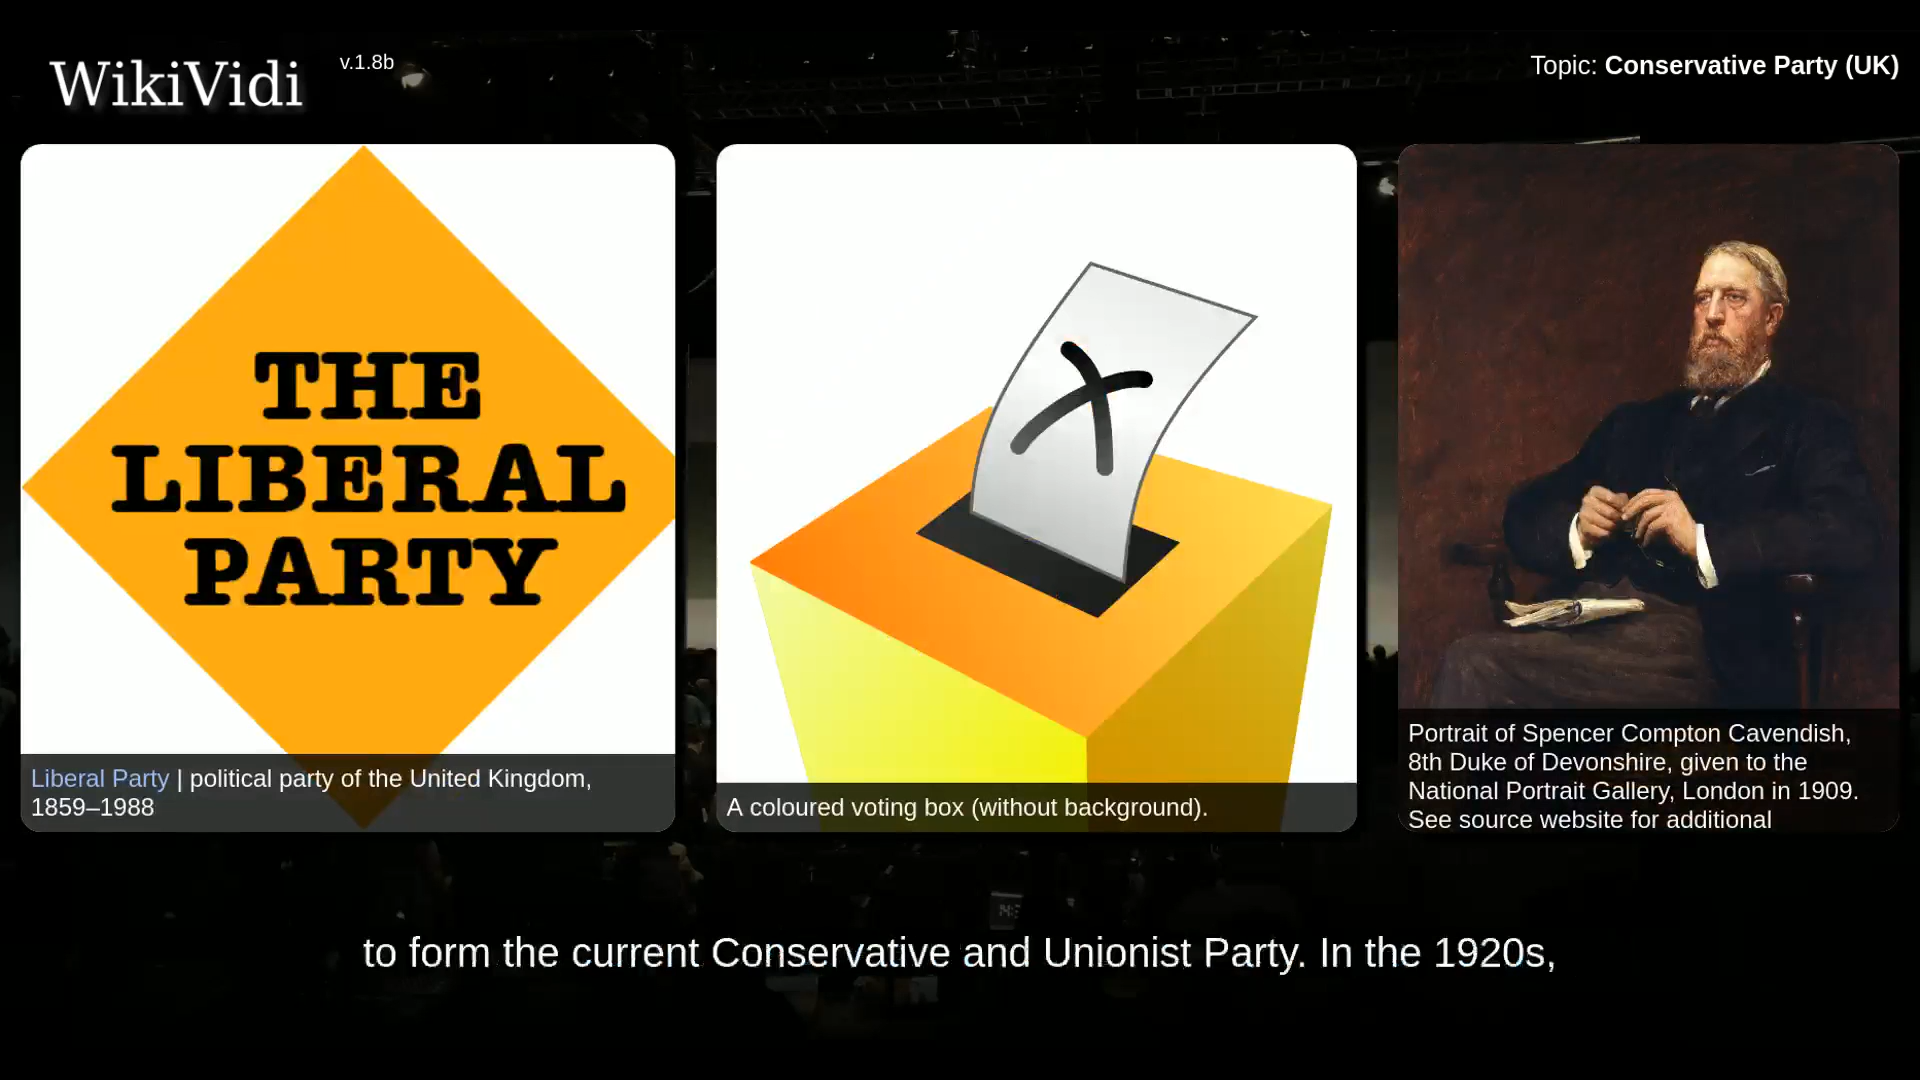 WikiVidi
v.1.8b
Topic: Conservative Party (UK)
THE
LIBERAL
PARTY
Liberal Party | political party of the United Kingdom,
1859–1988
A coloured voting box (without background).
Portrait of Spencer Compton Cavendish,
8th Duke of Devonshire, given to the
National Portrait Gallery, London in 1909.
See source website for additional
to form the current Conservative and Unionist Party. In the 1920s,